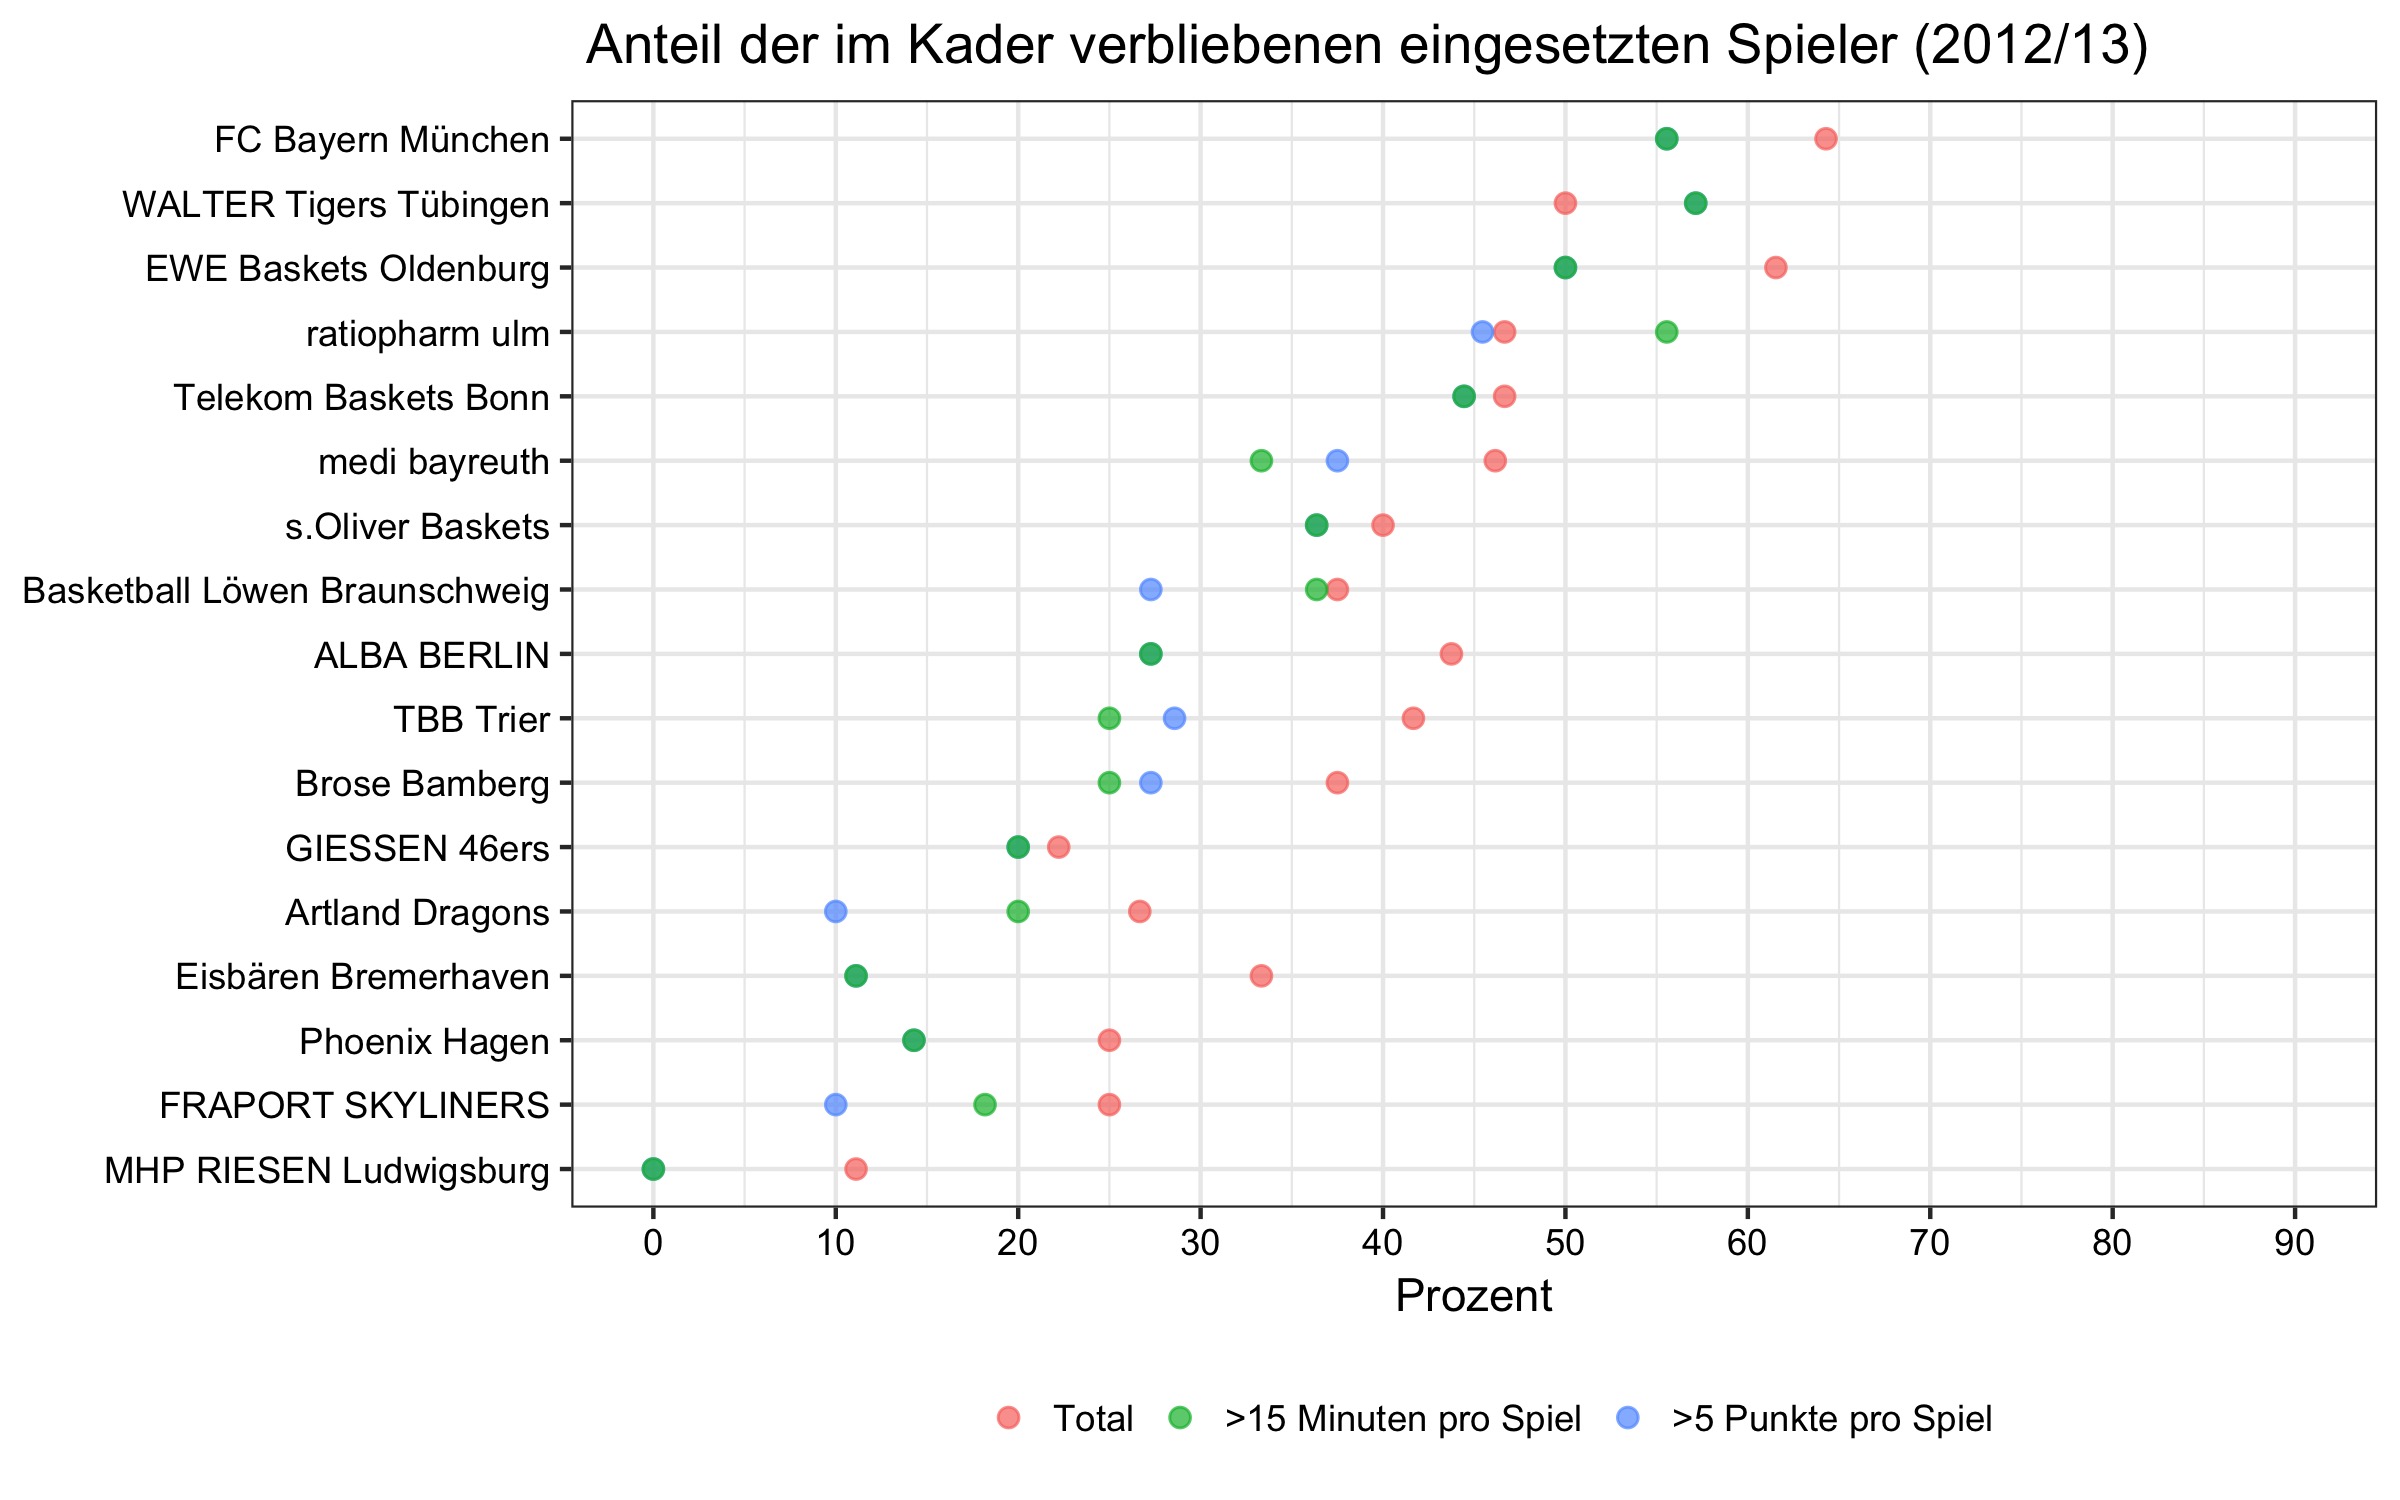 Anteil der im Kader verbliebenen eingesetzten Spieler (2012/13)
FC Bayern München
WALTER Tigers Tübingen
EWE Baskets Oldenburg
ratiopharm ulm
Telekom Baskets Bonn
medi bayreuth
s.Oliver Baskets
Basketball Löwen Braunschweig
ALBA BERLIN
TBB Trier
Brose Bamberg
GIESSEN 46ers
Artland Dragons
Eisbären Bremerhaven
Phoenix Hagen
FRAPORT SKYLINERS
MHP RIESEN Ludwigsburg
0 10 20 30 40 50 60 70 80 90
Prozent
Total >15 Minuten pro Spiel >5 Punkte pro Spiel